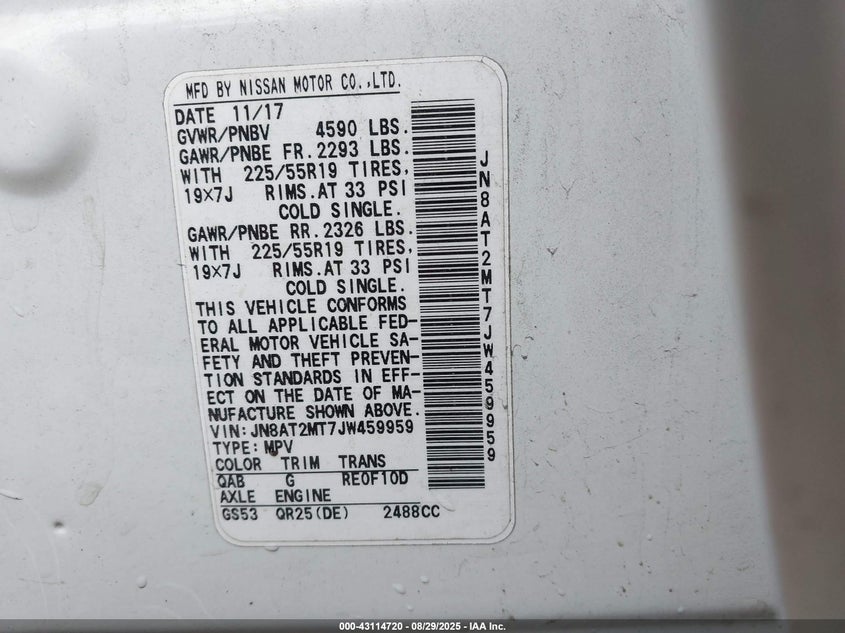 MFD BY NISSAN MOTOR CO.,LTD.
DATE 11/17
GVWR/PNBV 4590 LBS.
GAWR/PNBE FR.2293 LBS.
WITH 225/55R19 TIRES,
19×7J RIMS.AT 33 PSI
COLD SINGLE.
GAWR/PNBE RR.2326 LBS.
WITH 225/55R19 TIRES,
19×7J RIMS.AT 33 PSI
COLD SINGLE.
THIS VEHICLE CONFORMS
TO ALL APPLICABLE FED-
ERAL MOTOR VEHICLE SA-
FETY AND THEFT PREVEN-
TION STANDARDS IN EFF-
ECT ON THE DATE OF MA-
NUFACTURE SHOWN ABOVE.
VIN:JN8AT2MT7JW459959
TYPE:MPV
COLOR TRIM TRANS
QAB G RE0F10D
AXLE ENGINE
GS53 QR25(DE) 2488CC
JN8AT2MT7JW459959
000-43114720 - 08/29/2025 - IAA Inc.